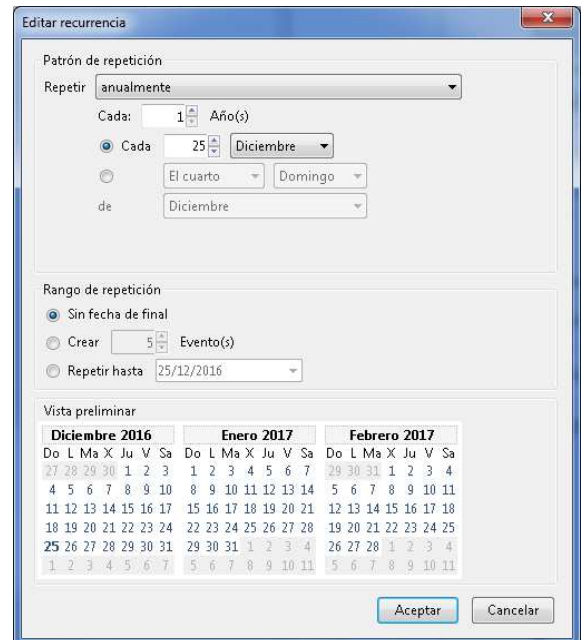 Editar recurrencia
Patrón de repetición
Repetir anualmente
Cada: 1 Año(s)
Cada 25 Diciembre
El cuarto Domingo
de Diciembre
Rango de repetición
Sin fecha de final
Crear 5 Evento(s)
Repetir hasta 25/12/2016
Vista preliminar
Diciembre 2016 Enero 2017 Febrero 2017
Do L Ma X Ju V Sa Do L Ma X Ju V Sa Do L Ma X Ju V Sa
27 28 29 30 1 2 3 1 2 3 4 5 6 7 29 30 31 1 2 3 4
4 5 6 7 8 9 10 8 9 10 11 12 13 14 5 6 7 8 9 10 11
11 12 13 14 15 16 17 15 16 17 18 19 20 21 12 13 14 15 16 17 18
18 19 20 21 22 23 24 22 23 24 25 26 27 28 19 20 21 22 23 24 25
25 26 27 28 29 30 31 29 30 31 1 2 3 4 26 27 28 1 2 3 4
1 2 3 4 5 6 7 5 6 7 8 9 10 11 5 6 7 8 9 10 11
Aceptar Cancelar